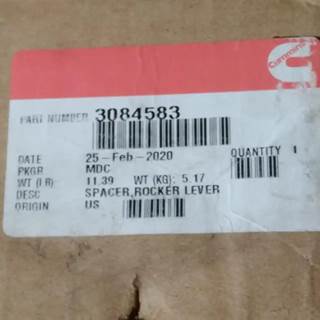 Cummins
PART NUMBER 3084583
DATE 25-Feb-2020 QUANTITY 1
PKGR MDC
WT (LB) 11.39 WT (KG): 5.17
DESC SPACER,ROCKER LEVER
ORIGIN US